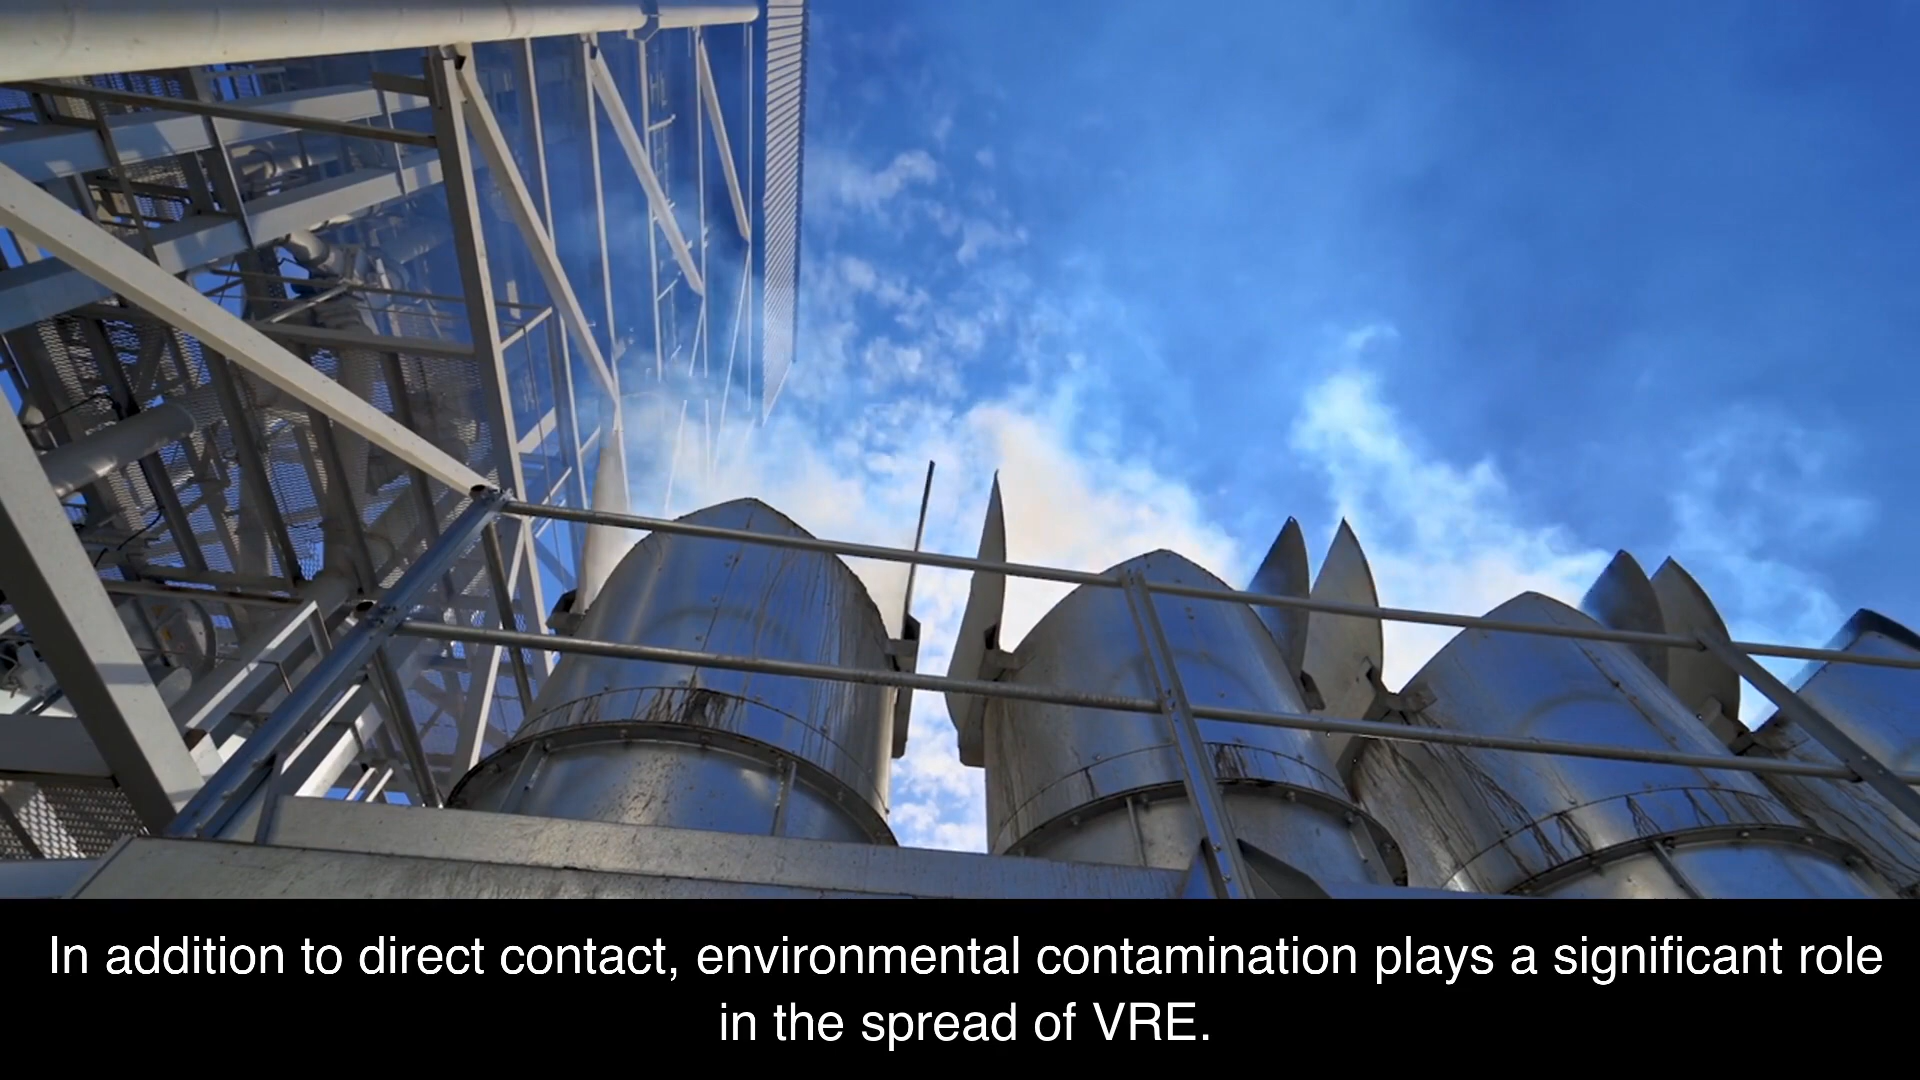 In addition to direct contact, environmental contamination plays a significant role
in the spread of VRE.